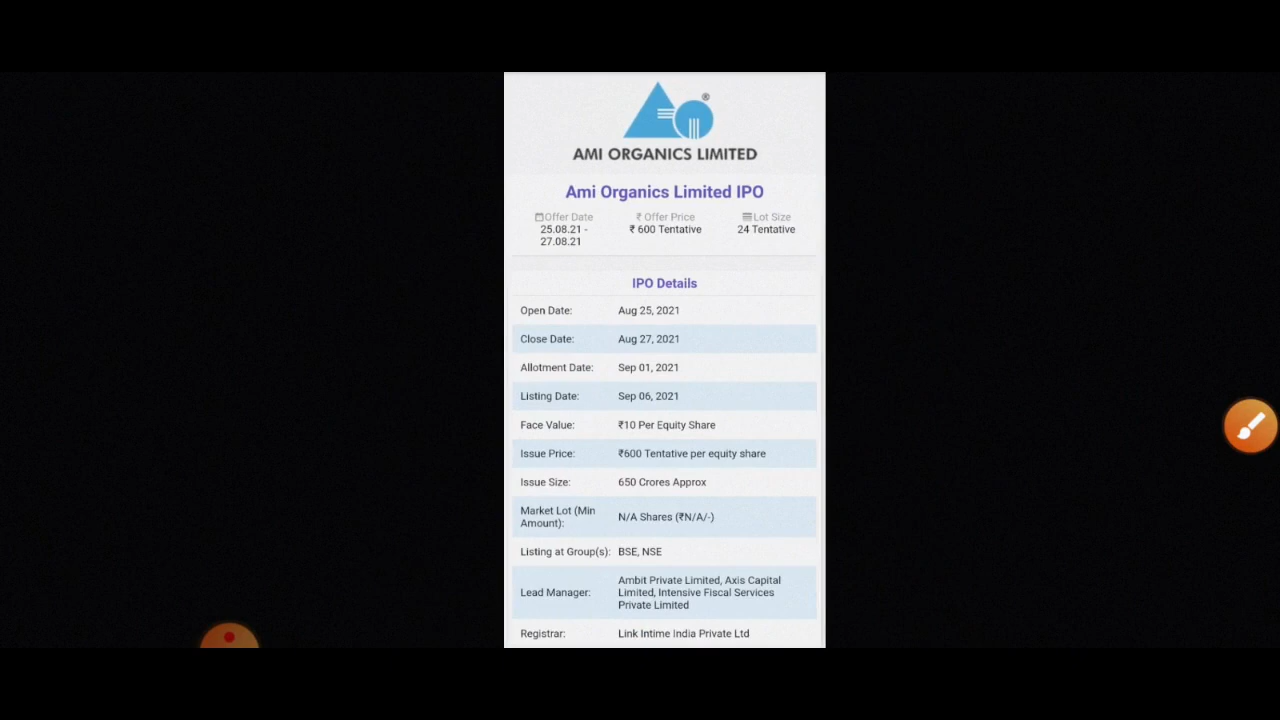 ®
AMI ORGANICS LIMITED
Ami Organics Limited IPO
Offer Date
25.08.21 -
27.08.21
₹ Offer Price
₹ 600 Tentative
Lot Size
24 Tentative
IPO Details
Open Date: Aug 25, 2021
Close Date: Aug 27, 2021
Allotment Date: Sep 01, 2021
Listing Date: Sep 06, 2021
Face Value: ₹10 Per Equity Share
Issue Price: ₹600 Tentative per equity share
Issue Size: 650 Crores Approx
Market Lot (Min
Amount): N/A Shares (₹N/A/-)
Listing at Group(s): BSE, NSE
Lead Manager: Ambit Private Limited, Axis Capital
Limited, Intensive Fiscal Services
Private Limited
Registrar: Link Intime India Private Ltd